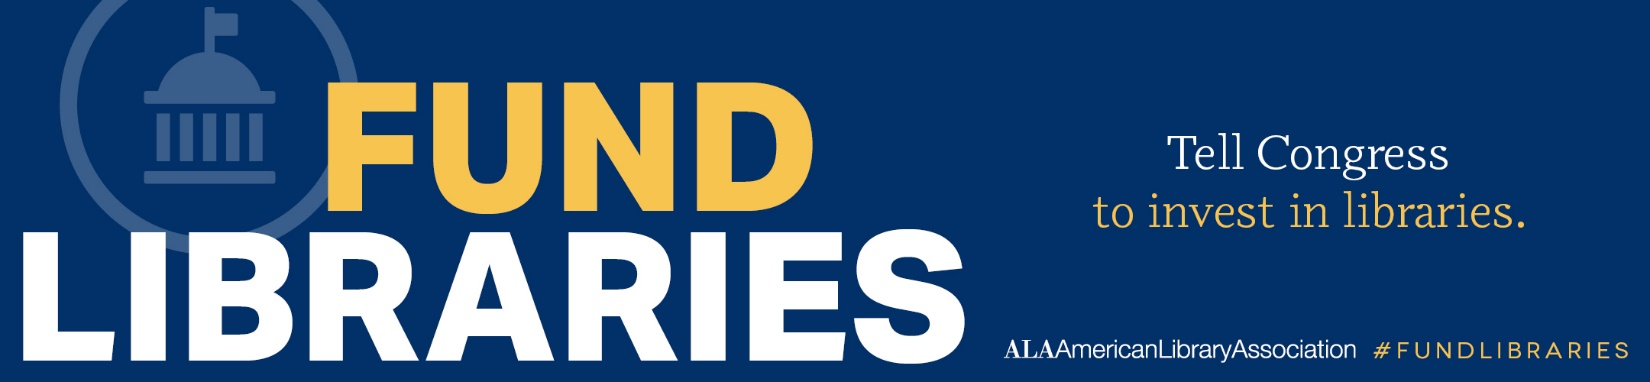 FUND
LIBRARIES
Tell Congress
to invest in libraries.
ALAAmericanLibraryAssociation #FUNDLIBRARIES